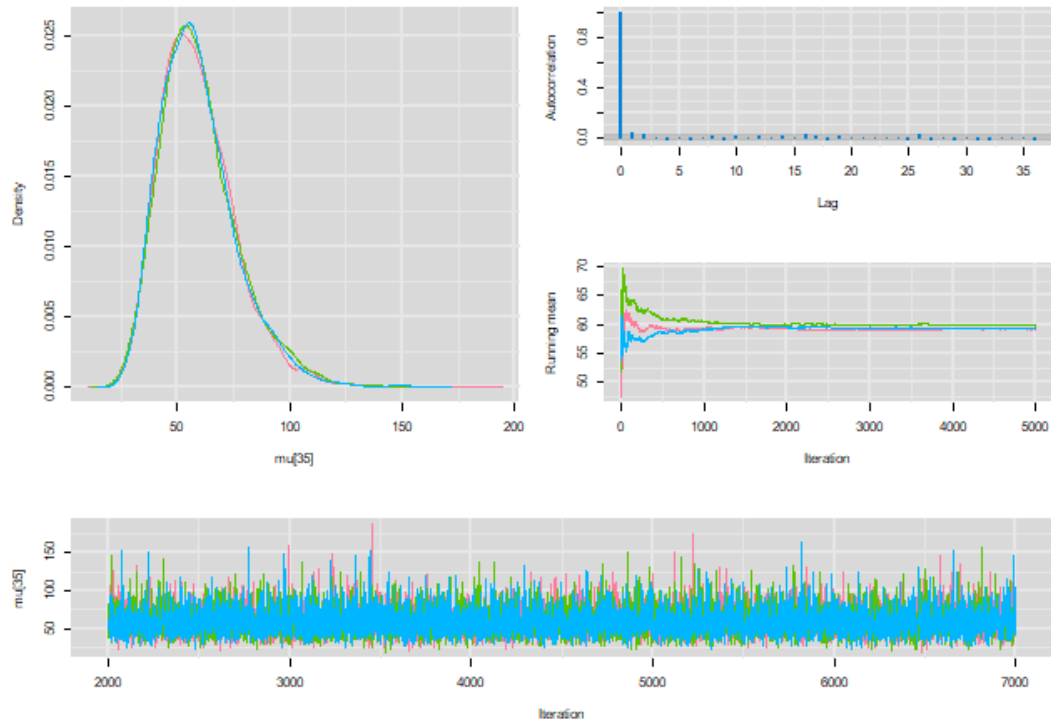 Density
0.000 0.005 0.010 0.015 0.020 0.025
50 100 150 200
mu[35]
Autocorrelation
0.0 0.4 0.8
0 5 10 15 20 25 30 35
Lag
Running mean
50 55 60 65 70
0 1000 2000 3000 4000 5000
Iteration
mu[35]
50 100 150
2000 3000 4000 5000 6000 7000
Iteration